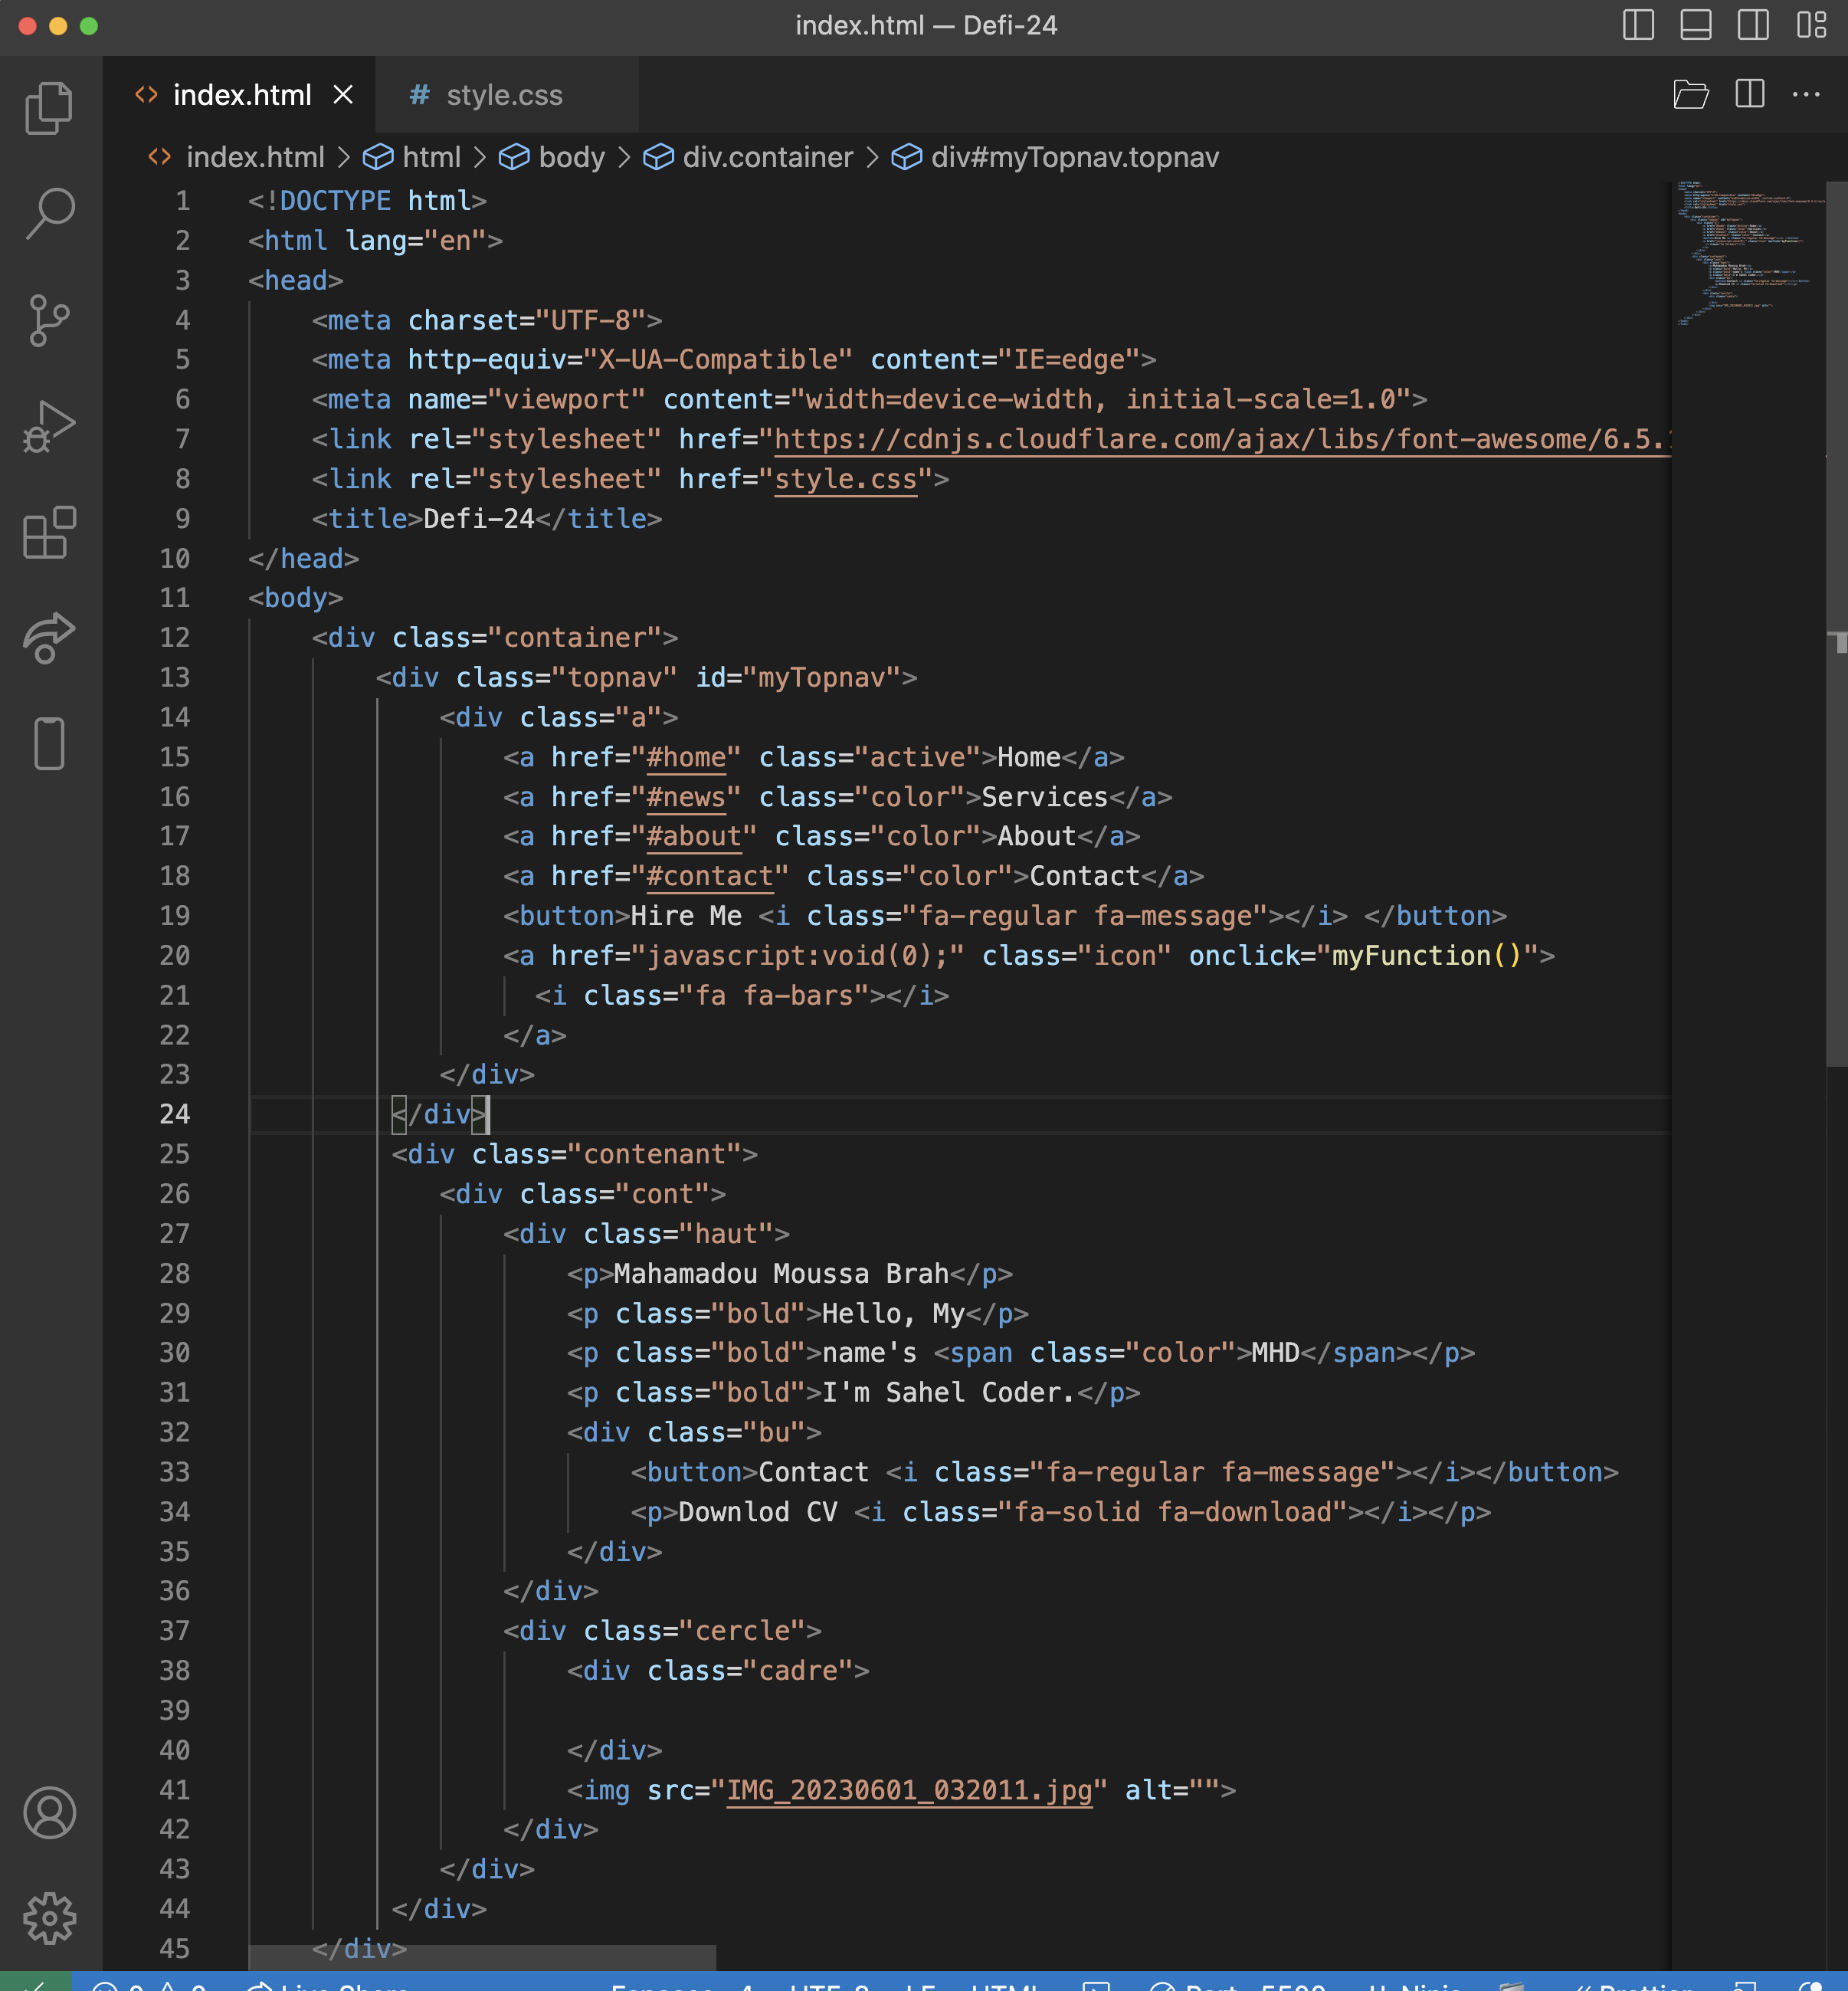 index.html — Defi-24
index.html
# style.css
index.html > html > body > div.container > div#myTopnav.topnav
1 <!DOCTYPE html>
2 <html lang="en">
3 <head>
4 <meta charset="UTF-8">
5 <meta http-equiv="X-UA-Compatible" content="IE=edge">
6 <meta name="viewport" content="width=device-width, initial-scale=1.0">
7 <link rel="stylesheet" href="https://cdnjs.cloudflare.com/ajax/libs/font-awesome/6.5.1
8 <link rel="stylesheet" href="style.css">
9 <title>Defi-24</title>
10 </head>
11 <body>
12 <div class="container">
13 <div class="topnav" id="myTopnav">
14 <div class="a">
15 <a href="#home" class="active">Home</a>
16 <a href="#news" class="color">Services</a>
17 <a href="#about" class="color">About</a>
18 <a href="#contact" class="color">Contact</a>
19 <button>Hire Me <i class="fa-regular fa-message"></i> </button>
20 <a href="javascript:void(0);" class="icon" onclick="myFunction()">
21 <i class="fa fa-bars"></i>
22 </a>
23 </div>
24 </div>
25 <div class="contenant">
26 <div class="cont">
27 <div class="haut">
28 <p>Mahamadou Moussa Brah</p>
29 <p class="bold">Hello, My</p>
30 <p class="bold">name's <span class="color">MHD</span></p>
31 <p class="bold">I'm Sahel Coder.</p>
32 <div class="bu">
33 <button>Contact <i class="fa-regular fa-message"></i></button>
34 <p>Downlod CV <i class="fa-solid fa-download"></i></p>
35 </div>
36 </div>
37 <div class="cercle">
38 <div class="cadre">
39
40 </div>
41 <img src="IMG_20230601_032011.jpg" alt="">
42 </div>
43 </div>
44 </div>
45 </div>